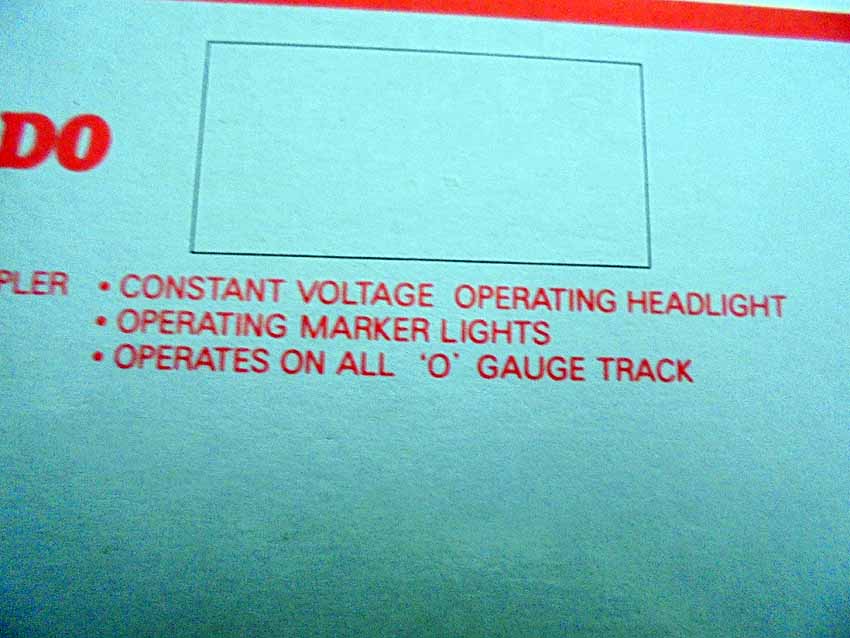 DO
PLER • CONSTANT VOLTAGE OPERATING HEADLIGHT
• OPERATING MARKER LIGHTS
• OPERATES ON ALL 'O' GAUGE TRACK